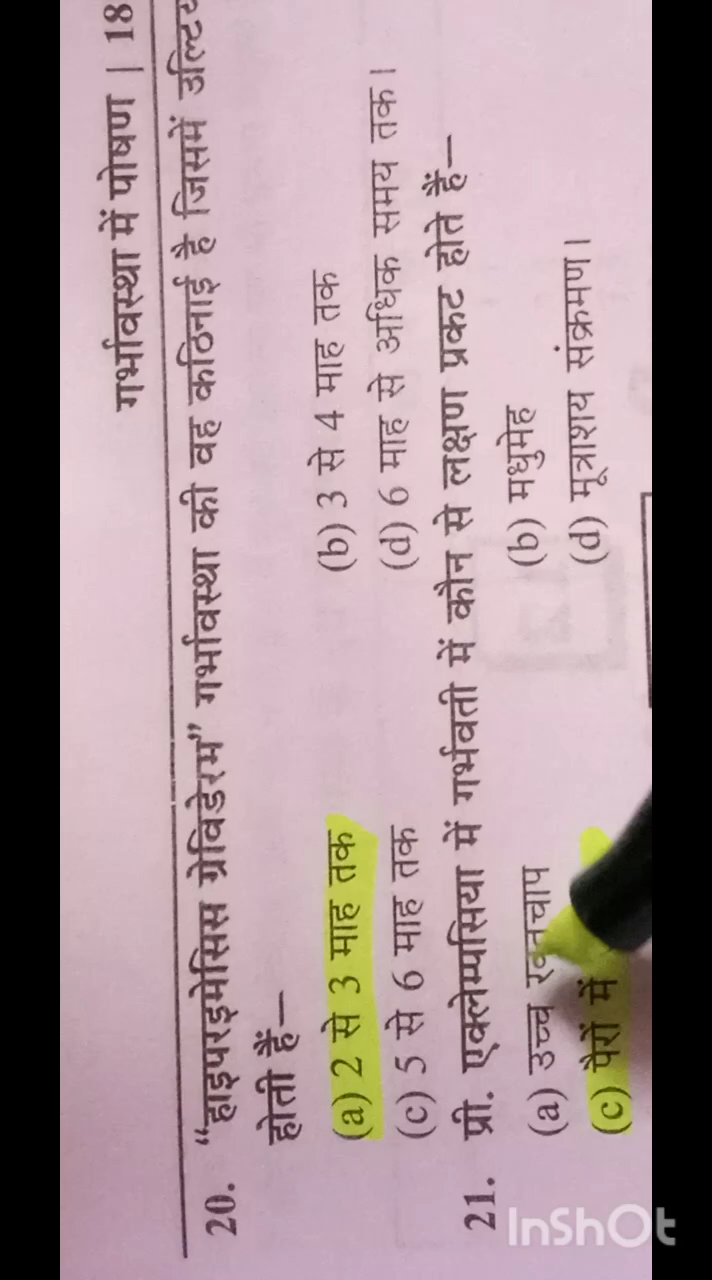 गर्भावस्था में पोषण | 18
20. "हाइपरइमेसिस ग्रेविडेरम" गर्भावस्था की वह कठिनाई है जिसमें
होती हैं—
(a) 2 से 3 माह तक (b) 3 से 4 माह तक
(c) 5 से 6 माह तक (d) 6 माह से अधिक समय तक।
21. प्री. एक्लेम्पसिया में गर्भवती में कौन से लक्षण प्रकट होते हैं—
(a) उच्च (b) मधुमेह
(c) पैरों में (d) मूत्राशय संक्रमण।
InShOt